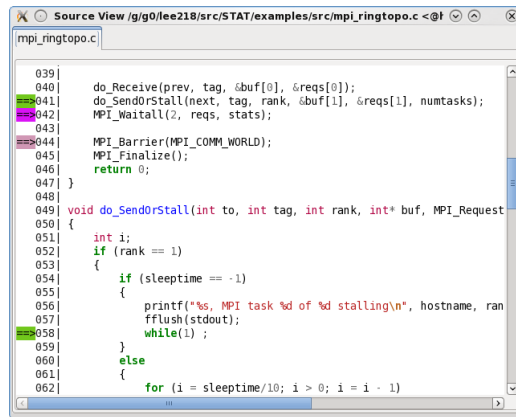 Source View /g/g0/lee218/src/STAT/examples/src/mpi_ringtopo.c <@h
mpi_ringtopo.c
039|
040|     do_Receive(prev, tag, &buf[0], &reqs[0]);
==>041|     do_SendOrStall(next, tag, rank, &buf[1], &reqs[1], numtasks);
==>042|     MPI_Waitall(2, reqs, stats);
043|
==>044|     MPI_Barrier(MPI_COMM_WORLD);
045|     MPI_Finalize();
046|     return 0;
047| }
048|
049| void do_SendOrStall(int to, int tag, int rank, int* buf, MPI_Request
050| {
051|     int i;
052|     if (rank == 1)
053|     {
054|         if (sleeptime == -1)
055|         {
056|             printf("%s, MPI task %d of %d stalling\n", hostname, ran
057|             fflush(stdout);
==>058|             while(1) ;
059|         }
060|         else
061|         {
062|             for (i = sleeptime/10; i > 0; i = i - 1)